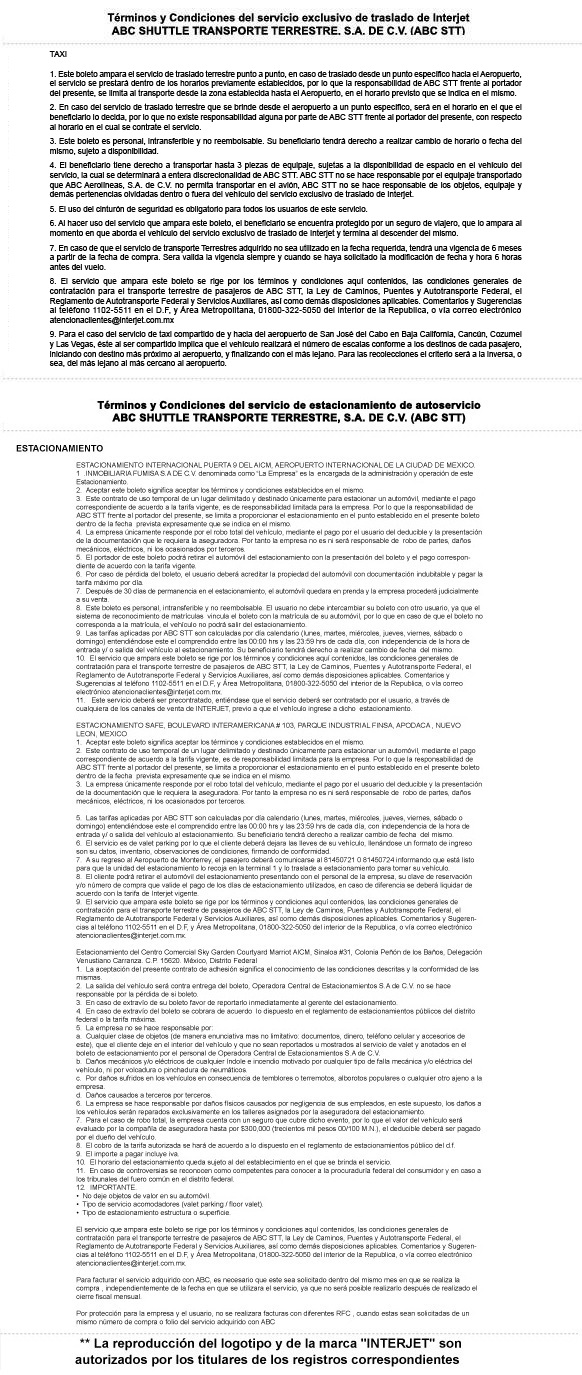 Términos y Condiciones del servicio exclusivo de traslado de Interjet
ABC SHUTTLE TRANSPORTE TERRESTRE. S.A. DE C.V. (ABC STT)
TAXI
1. Este boleto ampara el servicio de traslado terrestre punto a punto, en caso de traslado desde un punto especifico hacia el Aeropuerto,
el servicio se prestará dentro de los horarios previamente establecidos, por lo que la responsabilidad de ABC STT frente al portador
del presente, se limita al transporte desde la zona establecida hasta el Aeropuerto, en el horario previsto que se indica en el mismo.
2. En caso del servicio de traslado terrestre que se brinde desde el aeropuerto a un punto específico, será en el horario en el que el
beneficiario lo decida, por lo que no existe responsabilidad alguna por parte de ABC STT frente al portador del presente, con respecto
al horario en el cual se contrate el servicio.
3. Este boleto es personal, intransferible y no reembolsable. Su beneficiario tendrá derecho a realizar cambio de horario o fecha del
mismo, sujeto a disponibilidad.
4. El beneficiario tiene derecho a transportar hasta 3 piezas de equipaje, sujetas a la disponibilidad de espacio en el vehículo del
servicio, la cual se determinará a entera discrecionalidad de ABC STT. ABC STT no se hace responsable por el equipaje transportado
que ABC Aerolíneas, S.A. de C.V. no permita transportar en el avión, ABC STT no se hace responsable de los objetos, equipaje y
demás pertenencias olvidadas dentro o fuera del vehículo del servicio exclusivo de traslado de Interjet.
5. El uso del cinturón de seguridad es obligatorio para todos los usuarios de este servicio.
6. Al hacer uso del servicio que ampara este boleto, el beneficiario se encuentra protegido por un seguro de viajero, que lo ampara al
momento en que aborda el vehículo del servicio exclusivo de traslado de Interjet y termina al descender del mismo.
7. En caso de que el servicio de transporte Terrestres adquirido no sea utilizado en la fecha requerida, tendrá una vigencia de 6 meses
a partir de la fecha de compra. Sera valida la vigencia siempre y cuando se haya solicitado la modificación de fecha y hora 6 horas
antes del vuelo.
8. El servicio que ampara este boleto se rige por los términos y condiciones aquí contenidos, las condiciones generales de
contratación para el transporte terrestre de pasajeros de ABC STT, la Ley de Caminos, Puentes y Autotransporte Federal, el
Reglamento de Autotransporte Federal y Servicios Auxiliares, así como demás disposiciones aplicables. Comentarios y Sugerencias
al teléfono 1102-5511 en el D.F, y Área Metropolitana, 01800-322-5050 del interior de la Republica, o vía correo electrónico
atencionaclientes@interjet.com.mx
9. Para el caso del servicio de taxi compartido de y hacia del aeropuerto de San José del Cabo en Baja California, Cancún, Cozumel
y Las Vegas, éste al ser compartido implica que el vehículo realizará el número de escalas conforme a los destinos de cada pasajero,
iniciando con destino más próximo al aeropuerto, y finalizando con el más lejano. Para las recolecciones el criterio será a la inversa, o
sea, del más lejano al más cercano al aeropuerto.
Términos y Condiciones del servicio de estacionamiento de autoservicio
ABC SHUTTLE TRANSPORTE TERRESTRE, S.A. DE C.V. (ABC STT)
ESTACIONAMIENTO
ESTACIONAMIENTO INTERNACIONAL PUERTA 9 DEL AICM, AEROPUERTO INTERNACIONAL DE LA CIUDAD DE MEXICO.
1 .INMOBILIARIA FUMISA S.A DE C.V. denominada como "La Empresa" es la encargada de la administración y operación de este
Estacionamiento.
2. Aceptar este boleto significa aceptar los términos y condiciones establecidos en el mismo.
3. Este contrato de uso temporal de un lugar delimitado y destinado únicamente para estacionar un automóvil, mediante el pago
correspondiente de acuerdo a la tarifa vigente, es de responsabilidad limitada para la empresa. Por lo que la responsabilidad de
ABC STT frente al portador del presente, se limita a proporcionar el estacionamiento en el punto establecido en el presente boleto
dentro de la fecha prevista expresamente que se indica en el mismo.
4. La empresa únicamente responde por el robo total del vehículo, mediante el pago por el usuario del deducible y la presentación
de la documentación que le requiera la aseguradora. Por tanto la empresa no es ni será responsable de robo de partes, daños
mecánicos, eléctricos, ni los ocasionados por terceros.
5. El portador de este boleto podrá retirar el automóvil del estacionamiento con la presentación del boleto y el pago correspon-
diente de acuerdo con la tarifa vigente.
6. Por caso de pérdida del boleto, el usuario deberá acreditar la propiedad del automóvil con documentación indubitable y pagar la
tarifa máximo por día.
7. Después de 30 días de permanencia en el estacionamiento, el automóvil quedara en prenda y la empresa procederá judicialmente
a su venta.
8. Este boleto es personal, intransferible y no reembolsable. El usuario no debe intercambiar su boleto con otro usuario, ya que el
sistema de reconocimiento de matrículas vincula el boleto con la matrícula de su automóvil, por lo que en caso de que el boleto no
corresponda a la matrícula, el vehículo no podrá salir del estacionamiento.
9. Las tarifas aplicadas por ABC STT son calculadas por día calendario (lunes, martes, miércoles, jueves, viernes, sábado o
domingo) entendiéndose este el comprendido entre las 00:00 hrs y las 23:59 hrs de cada día, con independencia de la hora de
entrada y/ o salida del vehículo al estacionamiento. Su beneficiario tendrá derecho a realizar cambio de fecha del mismo.
10. El servicio que ampara este boleto se rige por los términos y condiciones aquí contenidos, las condiciones generales de
contratación para el transporte terrestre de pasajeros de ABC STT, la Ley de Caminos, Puentes y Autotransporte Federal, el
Reglamento de Autotransporte Federal y Servicios Auxiliares, así como demás disposiciones aplicables. Comentarios y
Sugerencias al teléfono 1102-5511 en el D.F, y Área Metropolitana, 01800-322-5050 del interior de la Republica, o vía correo
electrónico atencionaclientes@interjet.com.mx.
11. Este servicio deberá ser precontratado, entiéndase que el servicio deberá ser contratado por el usuario, a través de
cualquiera de los canales de venta de INTERJET, previo a que el vehículo ingrese a dicho estacionamiento.
ESTACIONAMIENTO SAFE, BOULEVARD INTERAMERICANA # 103, PARQUE INDUSTRIAL FINSA, APODACA , NUEVO
LEON, MEXICO
1. Aceptar este boleto significa aceptar los términos y condiciones establecidos en el mismo.
2. Este contrato de uso temporal de un lugar delimitado y destinado únicamente para estacionar un automóvil, mediante el pago
correspondiente de acuerdo a la tarifa vigente, es de responsabilidad limitada para la empresa. Por lo que la responsabilidad de
ABC STT frente al portador del presente, se limita a proporcionar el estacionamiento en el punto establecido en el presente boleto
dentro de la fecha prevista expresamente que se indica en el mismo.
3. La empresa únicamente responde por el robo total del vehículo, mediante el pago por el usuario del deducible y la presentación
de la documentación que le requiera la aseguradora. Por tanto la empresa no es ni será responsable de robo de partes, daños
mecánicos, eléctricos, ni los ocasionados por terceros.
5. Las tarifas aplicadas por ABC STT son calculadas por día calendario (lunes, martes, miércoles, jueves, viernes, sábado o
domingo) entendiéndose este el comprendido entre las 00:00 hrs y las 23:59 hrs de cada día, con independencia de la hora de
entrada y/ o salida del vehículo al estacionamiento. Su beneficiario tendrá derecho a realizar cambio de fecha del mismo.
6. El servicio es de valet parking por lo que el cliente deberá dejara las lleves de su vehículo, llenándose un formato de ingreso
son su datos, inventario, observaciones de condiciones, firmando de conformidad.
7. A su regreso al Aeropuerto de Monterrey, el pasajero deberá comunicarse al 81450721 0 81450724 informando que está listo
para que la unidad del estacionamiento lo recoja en la terminal 1 y lo traslade a estacionamiento para tomar su vehículo.
8. El cliente podrá retirar el automóvil del estacionamiento presentando con el personal de la empresa, su clave de reservación
y/o número de compra que valide el pago de los días de estacionamiento utilizados, en caso de diferencia se deberá liquidar de
acuerdo con la tarifa de Interjet vigente.
9. El servicio que ampara este boleto se rige por los términos y condiciones aquí contenidos, las condiciones generales de
contratación para el transporte terrestre de pasajeros de ABC STT, la Ley de Caminos, Puentes y Autotransporte Federal, el
Reglamento de Autotransporte Federal y Servicios Auxiliares, así como demás disposiciones aplicables. Comentarios y Sugeren-
cias al teléfono 1102-5511 en el D.F, y Área Metropolitana, 01800-322-5050 del interior de la Republica, o vía correo electrónico
atencionaclientes@interjet.com.mx.
Estacionamiento del Centro Comercial Sky Garden Courtyard Marriot AICM, Sinaloa #31, Colonia Peñón de los Baños, Delegación
Venustiano Carranza. C.P. 15620. México, Distrito Federal
1. La aceptación del presente contrato de adhesión significa el conocimiento de las condiciones descritas y la conformidad de las
mismas.
2. La salida del vehículo será contra entrega del boleto, Operadora Central de Estacionamientos S.A de C.V. no se hace
responsable por la pérdida de si boleto.
3. En caso de extravío de su boleto favor de reportarlo inmediatamente al gerente del estacionamiento.
4. En caso de extravío del boleto se cobrara de acuerdo lo dispuesto en el reglamento de estacionamientos públicos del distrito
federal o la tarifa máxima.
5. La empresa no se hace responsable por:
a. Cualquier clase de objetos (de manera enunciativa mas no limitativo: documentos, dinero, teléfono celular y accesorios de
este), que el cliente deje en el interior del vehículo y que no sean reportados u mostrados al servicio de valet y anotados en el
boleto de estacionamiento por el personal de Operadora Central de Estacionamientos S.A de C.V.
b. Daños mecánicos y/o eléctricos de cualquier índole e incendio motivado por cualquier tipo de falla mecánica y/o eléctrica del
vehículo, ni por volcadura o pinchadura de neumáticos.
c. Por daños sufridos en los vehículos en consecuencia de temblores o terremotos, alborotos populares o cualquier otro ajeno a la
empresa.
d. Daños causados a terceros por terceros.
6. La empresa se hace responsable por daños físicos causados por negligencia de sus empleados, en este supuesto, los daños a
los vehículos serán reparados exclusivamente en los talleres asignados por la aseguradora del estacionamiento.
7. Para el caso de robo total, la empresa cuenta con un seguro que cubre dicho evento, por lo que el valor del vehículo será
evaluado por la compañía de aseguradora hasta por $300,000 (trecientos mil pesos 00/100 M.N.), el deducible deberá ser pagado
por el dueño del vehículo.
8. El cobro de la tarifa autorizada se hará de acuerdo a lo dispuesto en el reglamento de estacionamientos público del d.f.
9. El importe a pagar incluye iva
10. El horario del estacionamiento queda sujeto al del establecimiento en el que se brinda el servicio.
11. En caso de controversias se reconocen como competentes para conocer a la procuraduría federal del consumidor y en caso a
los tribunales del fuero común en el distrito federal.
12. IMPORTANTE.
• No deje objetos de valor en su automóvil.
• Tipo de servicio acomodadores (valet parking / floor valet).
• Tipo de estacionamiento estructura o superficie.
El servicio que ampara este boleto se rige por los términos y condiciones aquí contenidos, las condiciones generales de
contratación para el transporte terrestre de pasajeros de ABC STT, la Ley de Caminos, Puentes y Autotransporte Federal, el
Reglamento de Autotransporte Federal y Servicios Auxiliares, así como demás disposiciones aplicables. Comentarios y Sugeren-
cias al teléfono 1102-5511 en el D.F, y Área Metropolitana, 01800-322-5050 del interior de la Republica, o vía correo electrónico
atencionaclientes@interjet.com.mx.
Para facturar el servicio adquirido con ABC, es necesario que este sea solicitado dentro del mismo mes en que se realiza la
compra , independientemente de la fecha en que se utilizara el servicio, ya que no será posible realizarlo después de realizado el
cierre fiscal mensual.
Por protección para la empresa y el usuario, no se realizara facturas con diferentes RFC , cuando estas sean solicitadas de un
mismo número de compra o folio del servicio adquirido con ABC
** La reproducción del logotipo y de la marca "INTERJET" son
autorizados por los titulares de los registros correspondientes